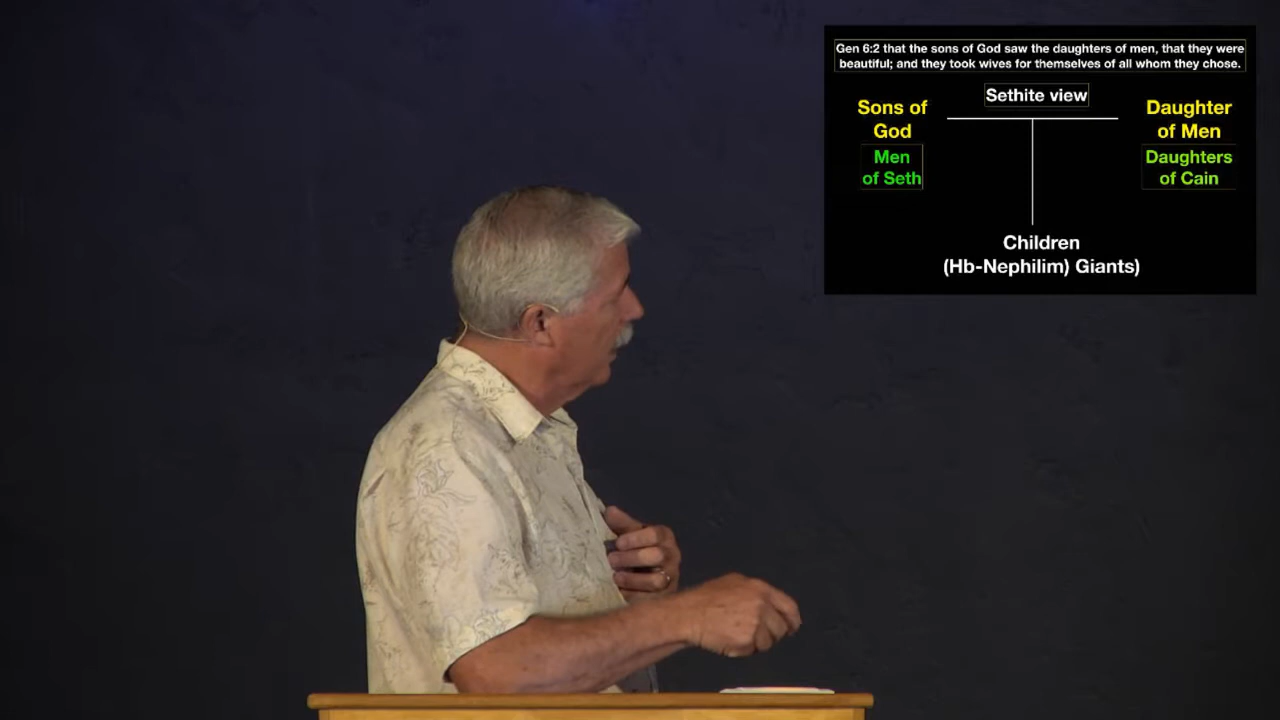 Gen 6:2 that the sons of God saw the daughters of men, that they were
beautiful; and they took wives for themselves of all whom they chose.
Sethite view
Sons of
God
Men
of Seth
Daughter
of Men
Daughters
of Cain
Children
(Hb-Nephilim) Giants)